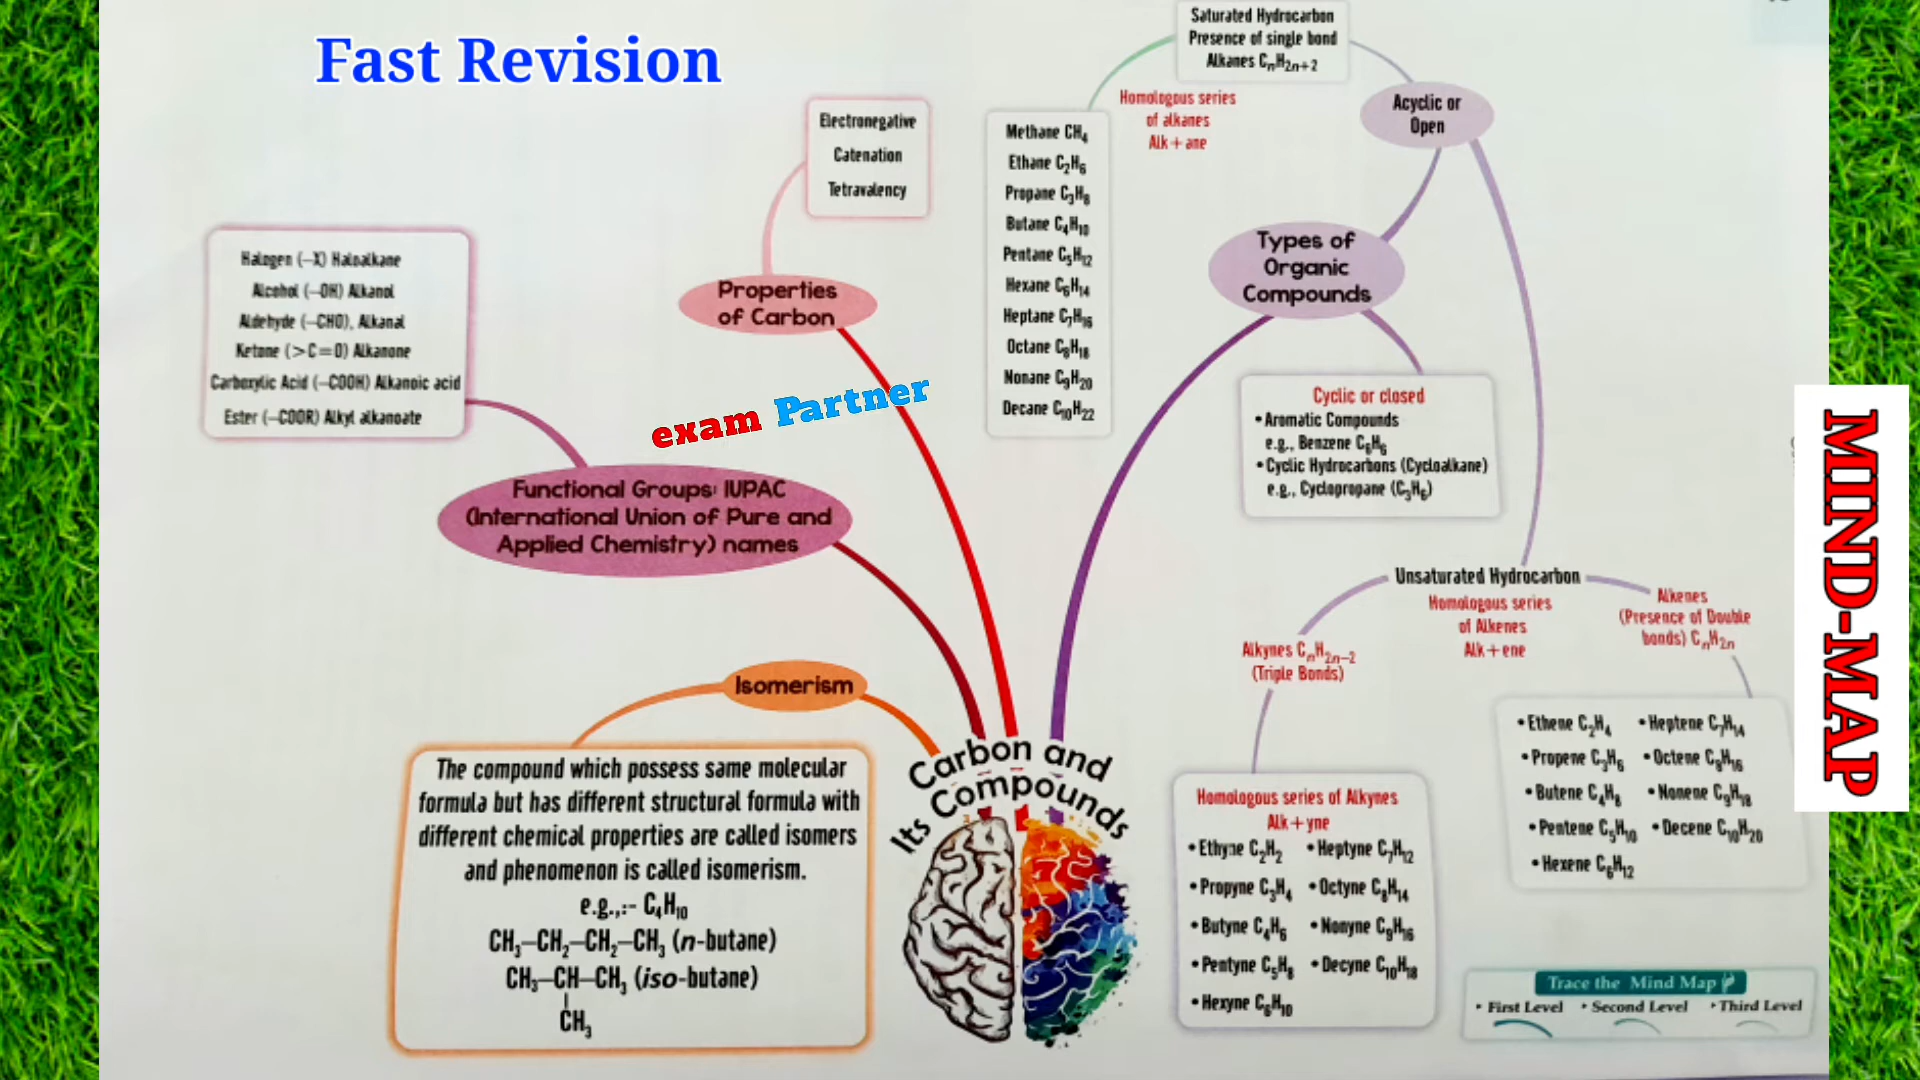 Fast Revision
Saturated Hydrocarbon
Presence of single bond
Alkanes CₙH₂ₙ₊₂
Homologous series
of alkanes
Alk + ane
Acyclic or
Open
Electronegative
Catenation
Tetravalency
Methane CH₄
Ethane C₂H₆
Propane C₃H₈
Butane C₄H₁₀
Pentane C₅H₁₂
Hexane C₆H₁₄
Heptane C₇H₁₆
Octane C₈H₁₈
Nonane C₉H₂₀
Decane C₁₀H₂₂
Types of
Organic
Compounds
Halogen (–X) Haloalkane
Alcohol (–OH) Alkanol
Aldehyde (–CHO), Alkanal
Ketone (>C=O) Alkanone
Carboxylic Acid (–COOH) Alkanoic acid
Ester (–COOR) Alkyl alkanoate
Properties
of Carbon
exam Partner
Cyclic or closed
• Aromatic Compounds
e.g., Benzene C₆H₆
• Cyclic Hydrocarbons (Cycloalkane)
e.g., Cyclopropane (C₃H₆)
Functional Groups: IUPAC
(International Union of Pure and
Applied Chemistry) names
MIND-MAP
Unsaturated Hydrocarbon
Homologous series
of Alkenes
Alk + ene
Alkenes
(Presence of Double
bonds) CₙH₂ₙ
Alkynes CₙH₂ₙ₋₂
(Triple Bonds)
Isomerism
The compound which possess same molecular
formula but has different structural formula with
different chemical properties are called isomers
and phenomenon is called isomerism.
e.g.,:- C₄H₁₀
CH₃–CH₂–CH₂–CH₃ (n-butane)
CH₃–CH–CH₃ (iso-butane)
|
CH₃
Carbon and
Its Compounds
Homologous series of Alkynes
Alk + yne
• Ethyne C₂H₂ • Heptyne C₇H₁₂
• Propyne C₃H₄ • Octyne C₈H₁₄
• Butyne C₄H₆ • Nonyne C₉H₁₆
• Pentyne C₅H₈ • Decyne C₁₀H₁₈
• Hexyne C₆H₁₀
• Ethene C₂H₄ • Heptene C₇H₁₄
• Propene C₃H₆ • Octene C₈H₁₆
• Butene C₄H₈ • Nonene C₉H₁₈
• Pentene C₅H₁₀ • Decene C₁₀H₂₀
• Hexene C₆H₁₂
Trace the Mind Map
• First Level • Second Level • Third Level